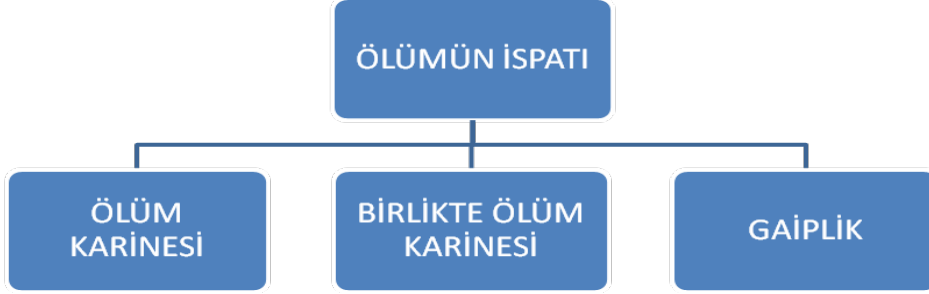 ÖLÜMÜN İSPATI
ÖLÜM
KARİNESİ
BİRLİKTE ÖLÜM
KARİNESİ
GAİPLİK